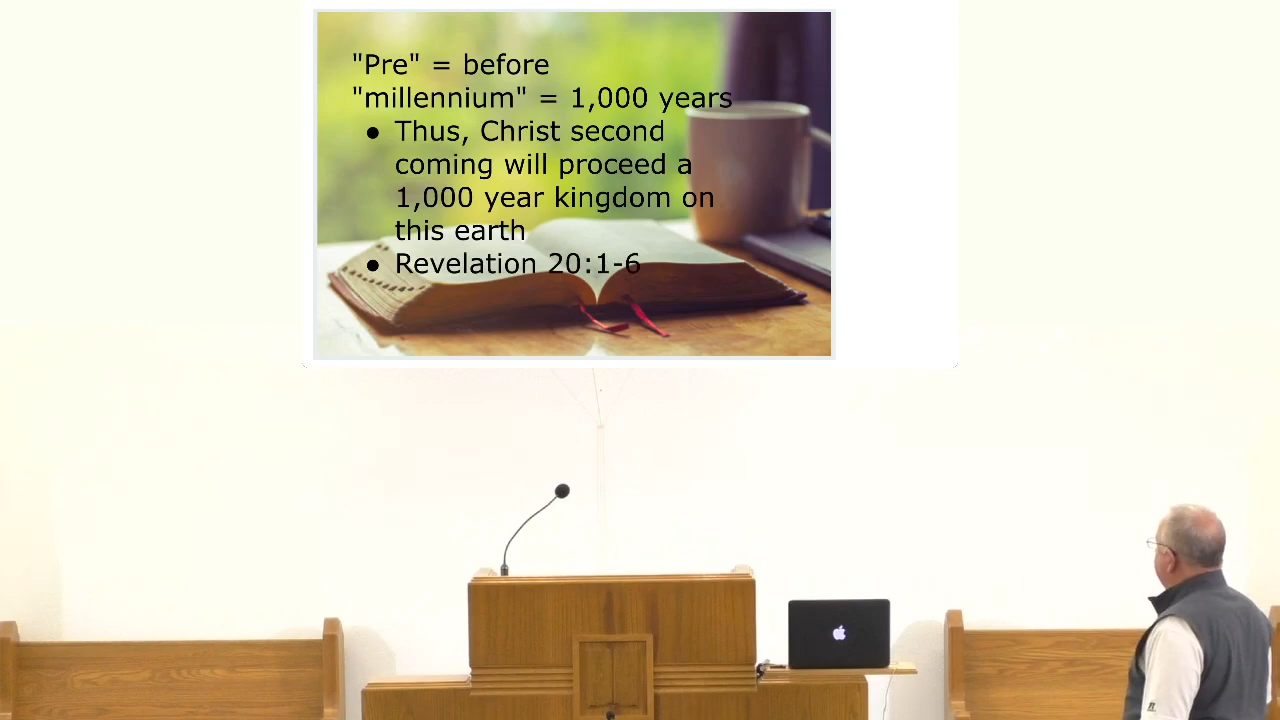 "Pre" = before
"millennium" = 1,000 years
● Thus, Christ second
coming will proceed a
1,000 year kingdom on
this earth
● Revelation 20:1-6